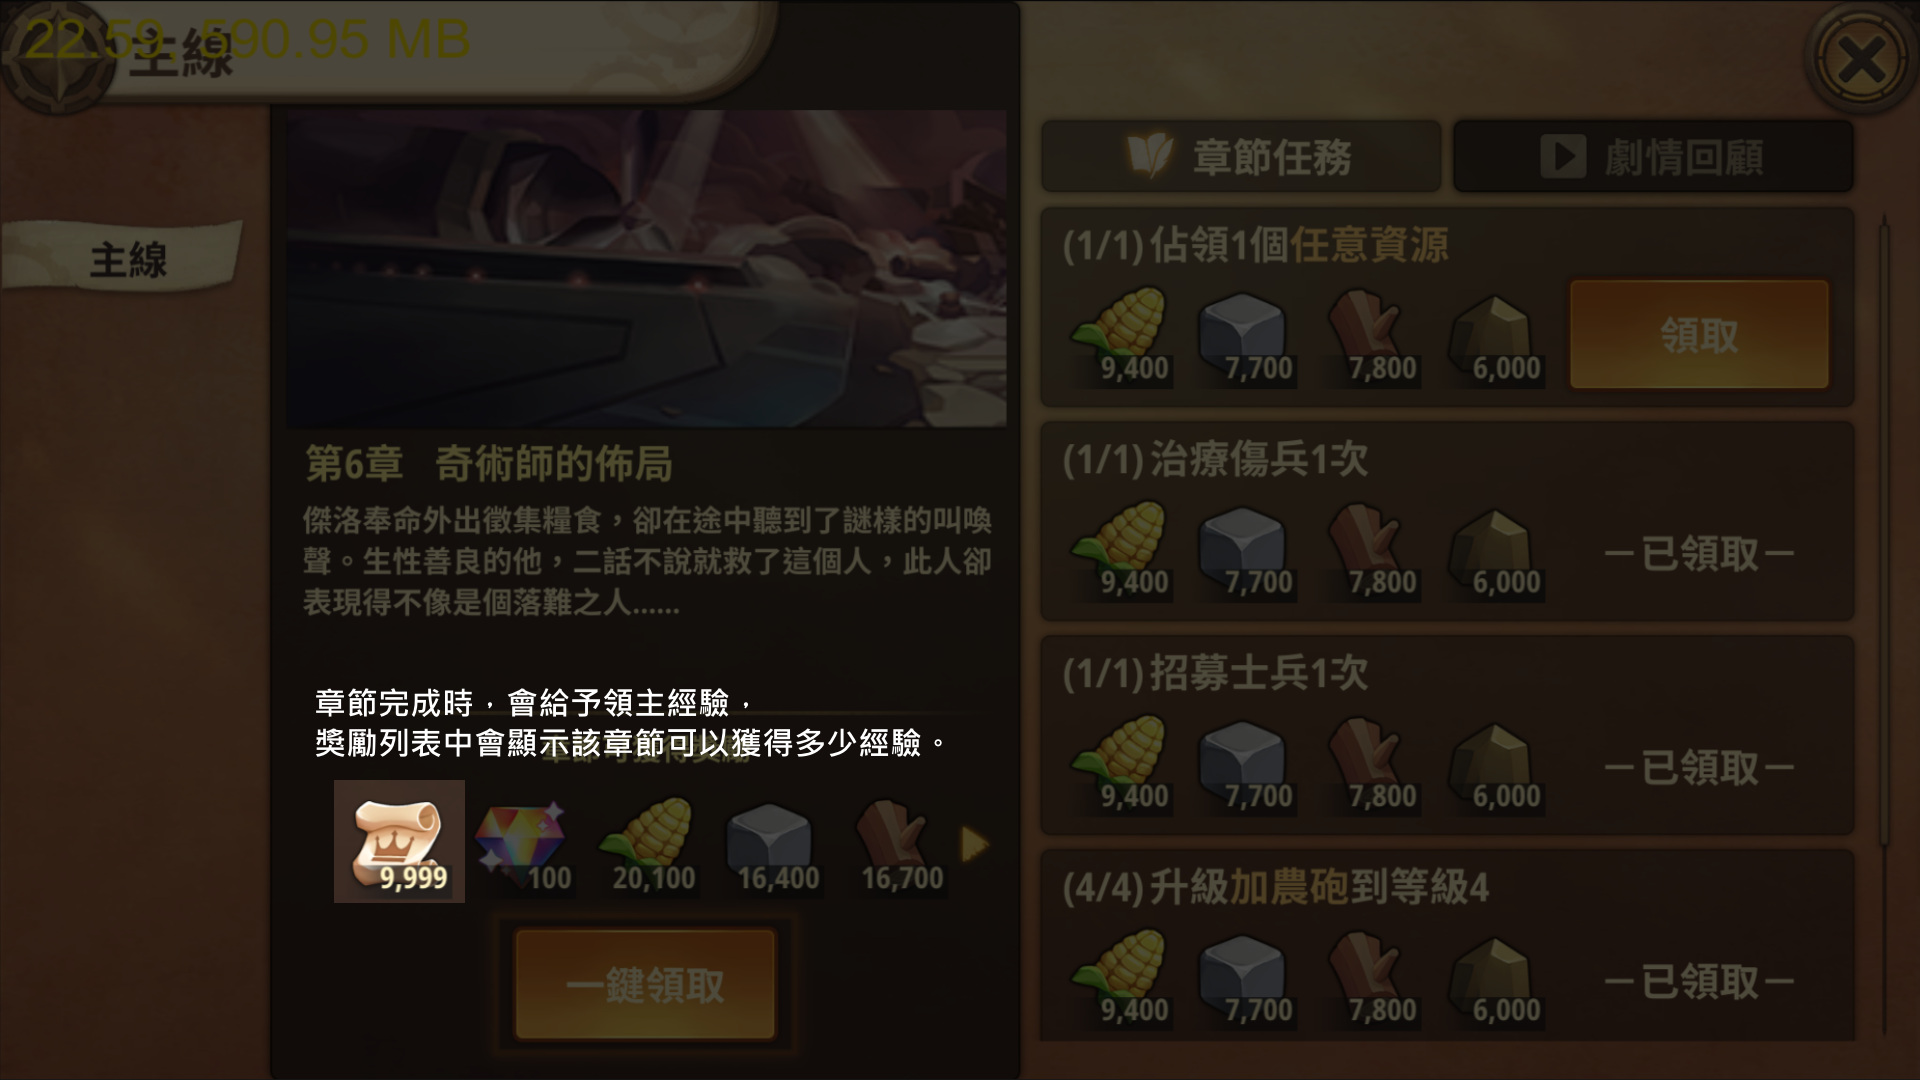 22.59, 590.95 MB
主線
主線
第6章 奇術師的佈局
傑洛奉命外出徵集糧食，卻在途中聽到了謎樣的叫喚
聲。生性善良的他，二話不說就救了這個人，此人卻
表現得不像是個落難之人......
章節完成時，會給予領主經驗，
獎勵列表中會顯示該章節可以獲得多少經驗。
9,999
100
20,100
16,400
16,700
一鍵領取
章節任務
劇情回顧
(1/1)佔領1個任意資源
9,400
7,700
7,800
6,000
領取
(1/1)治療傷兵1次
9,400
7,700
7,800
6,000
－已領取－
(1/1)招募士兵1次
9,400
7,700
7,800
6,000
－已領取－
(4/4)升級加農砲到等級4
9,400
7,700
7,800
6,000
－已領取－